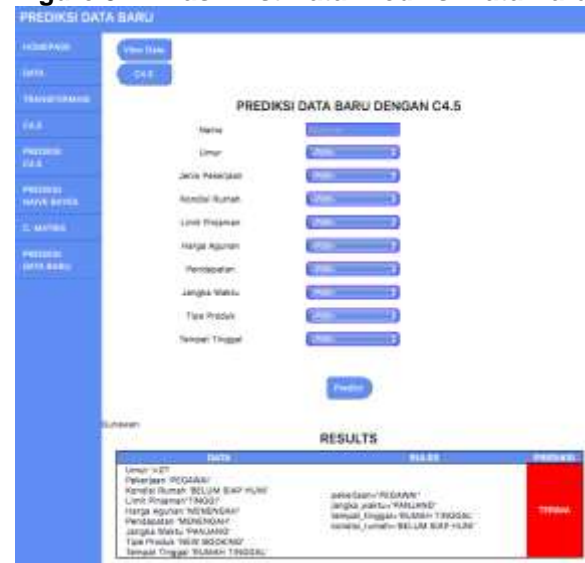 PREDIKSI DATA BARU
HOMEPAGE
DATA
TRANSFORMASI
C4.5
PREDIKSI
C4.5
PREDIKSI
NAIVE BAYES
C. MATRIX
PREDIKSI
DATA BARU
View Data
C4.5
PREDIKSI DATA BARU DENGAN C4.5
Nama
Umur
Jenis Pekerjaan
Kondisi Rumah
Limit Pinjaman
Harga Agunan
Pendapatan
Jangka Waktu
Tipe Produk
Tempat Tinggal
Predict
Gunawan
RESULTS
DATA RULES PREDIKSI
Pekerjaan 'PEGAWAI'
Kondisi Rumah 'BELUM SIAP HUNI'
Limit Pinjaman 'TINGGI'
Harga Agunan 'MENENGAH'
Pendapatan 'MENENGAH'
Jangka Waktu 'PANJANG'
Tipe Produk 'NEW BOOKING'
Tempat Tinggal 'RUMAH TINGGAL'
pekerjaan='PEGAWAI'
jangka_waktu='PANJANG'
tempat_tinggal='RUMAH TINGGAL'
kondisi_rumah='BELUM SIAP HUNI'
TERIMA